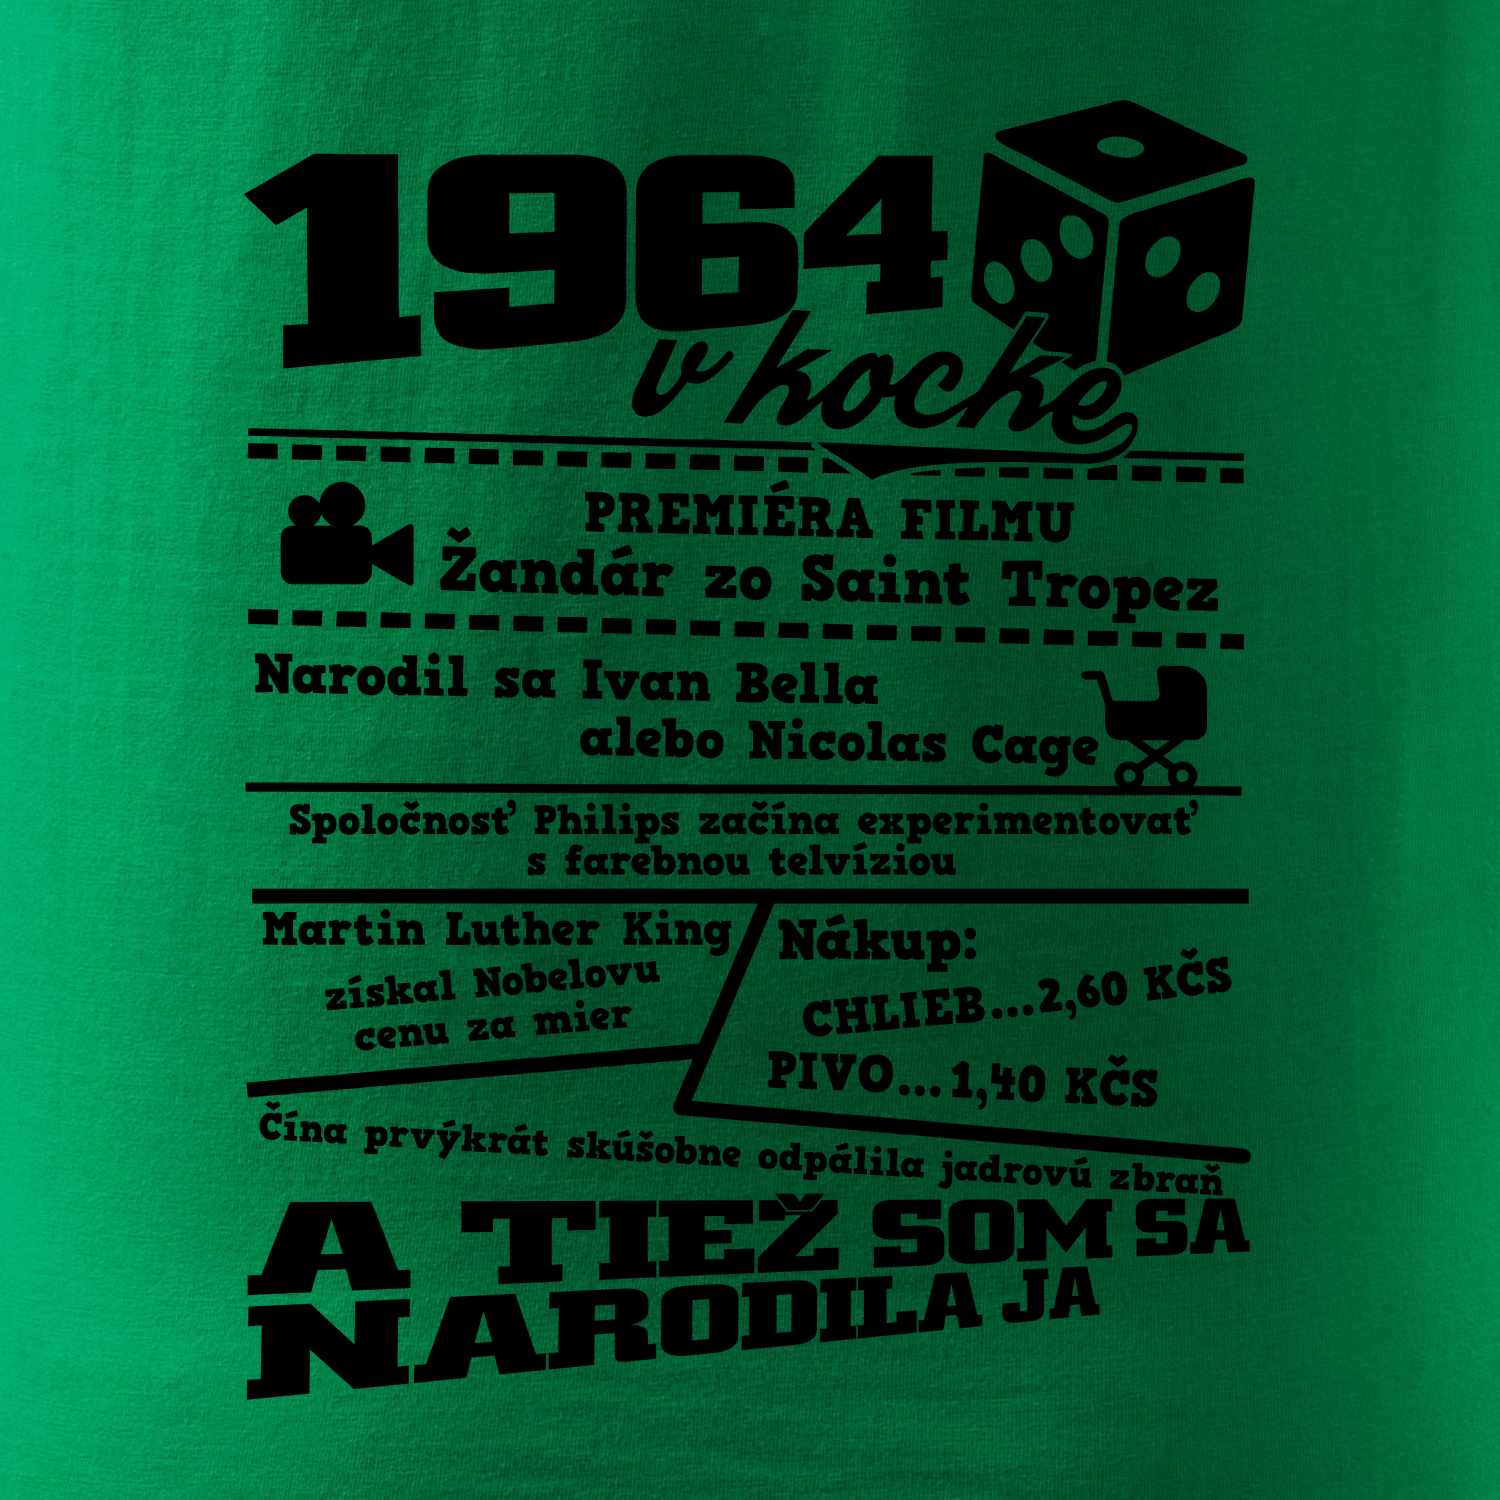 1964
v kocke
PREMIÉRA FILMU
Žandár zo Saint Tropez
Narodil sa Ivan Bella
alebo Nicolas Cage
Spoločnosť Philips začína experimentovať
s farebnou telvíziou
Martin Luther King
získal Nobelovu
cenu za mier
Nákup:
CHLIEB...2,60 KČS
PIVO...1,40 KČS
Čína prvýkrát skúšobne odpálila jadrovú zbraň
A TIEŽ SOM SA
NARODILA JA